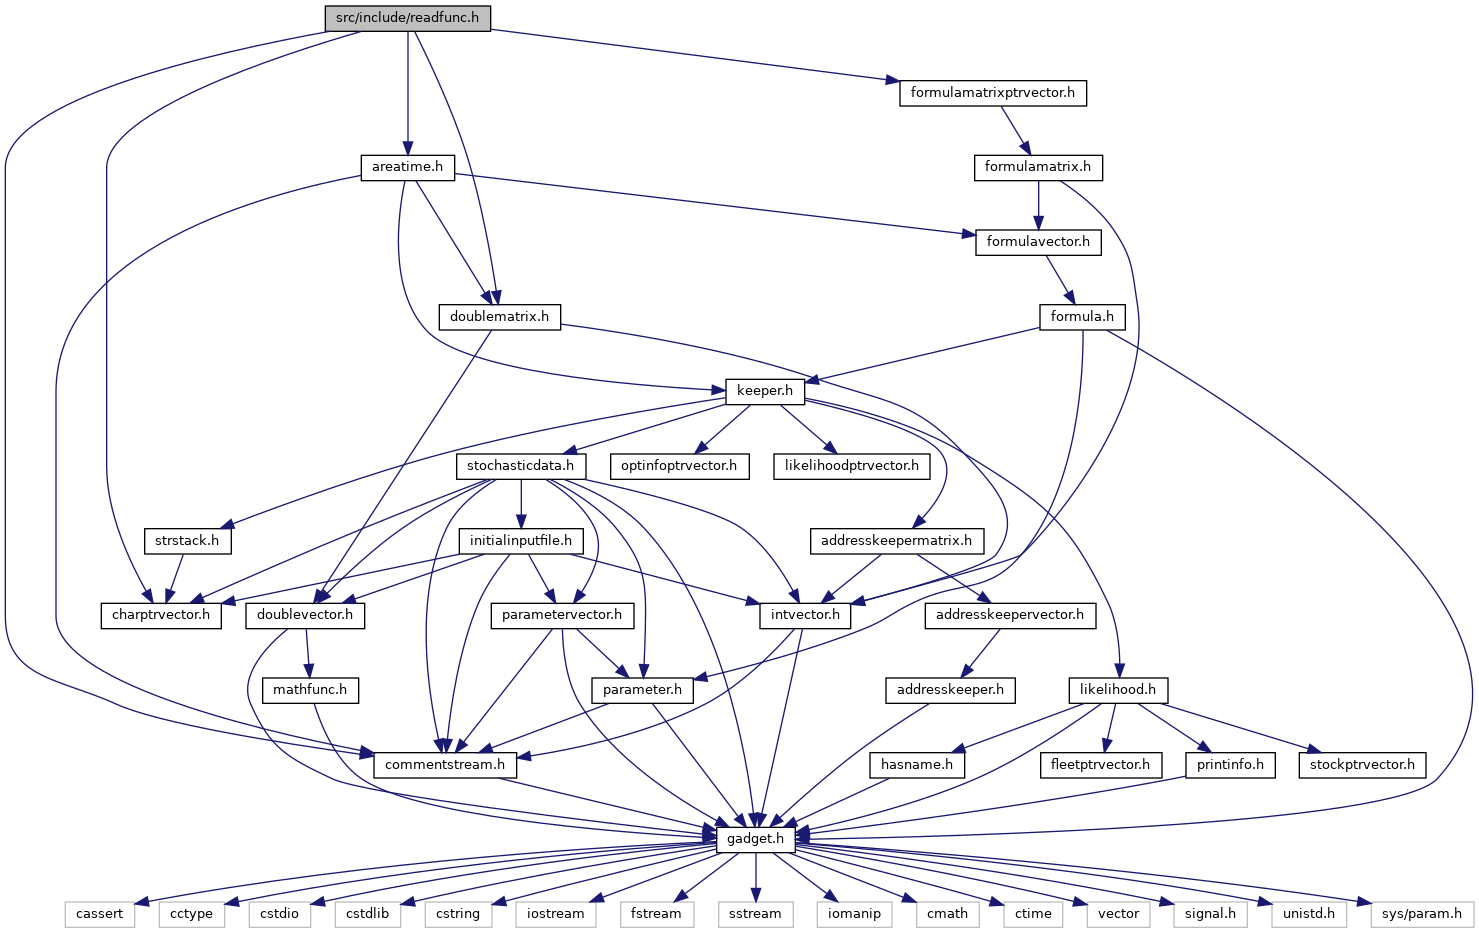 src/include/readfunc.h
formulamatrixptrvector.h
areatime.h
formulamatrix.h
formulavector.h
doublematrix.h
formula.h
keeper.h
stochasticdata.h
optinfoptrvector.h
likelihoodptrvector.h
strstack.h
initialinputfile.h
addresskeepermatrix.h
charptrvector.h
doublevector.h
parametervector.h
intvector.h
addresskeepervector.h
mathfunc.h
parameter.h
addresskeeper.h
likelihood.h
commentstream.h
hasname.h
fleetptrvector.h
printinfo.h
stockptrvector.h
gadget.h
cassert
cctype
cstdio
cstdlib
cstring
iostream
fstream
sstream
iomanip
cmath
ctime
vector
signal.h
unistd.h
sys/param.h